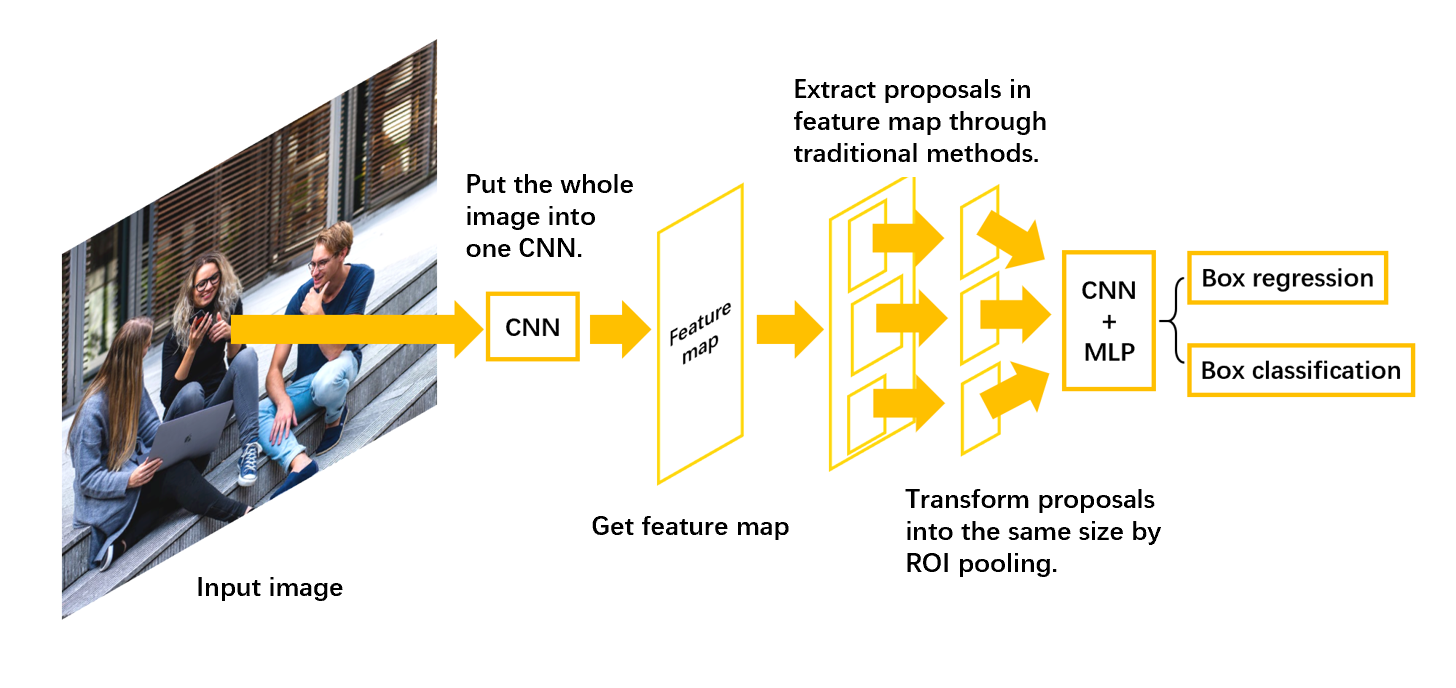 Extract proposals in
feature map through
traditional methods.
Put the whole
image into
one CNN.
CNN
Feature
map
CNN
+
MLP
Box regression
Box classification
Get feature map
Transform proposals
into the same size by
ROI pooling.
Input image